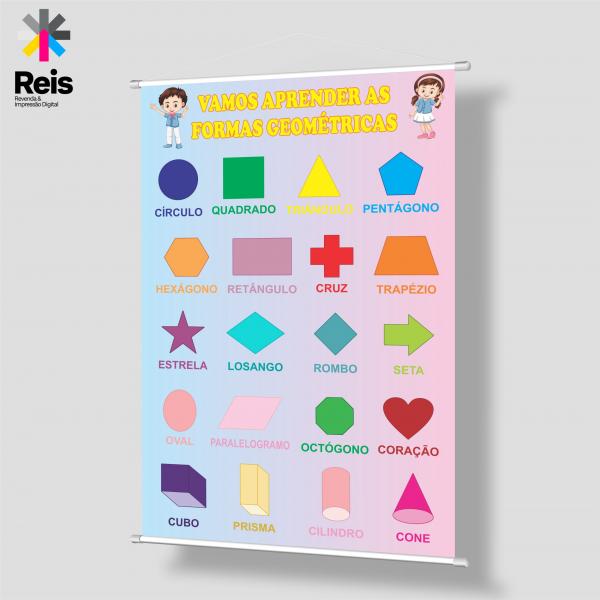 Reis
Revenda &
Impressão Digital
VAMOS APRENDER AS
FORMAS GEOMÉTRICAS
CÍRCULO QUADRADO TRIÂNGULO PENTÁGONO
HEXÁGONO RETÂNGULO CRUZ TRAPÉZIO
ESTRELA LOSANGO ROMBO SETA
OVAL PARALELOGRAMO OCTÓGONO CORAÇÃO
CUBO PRISMA CILINDRO CONE